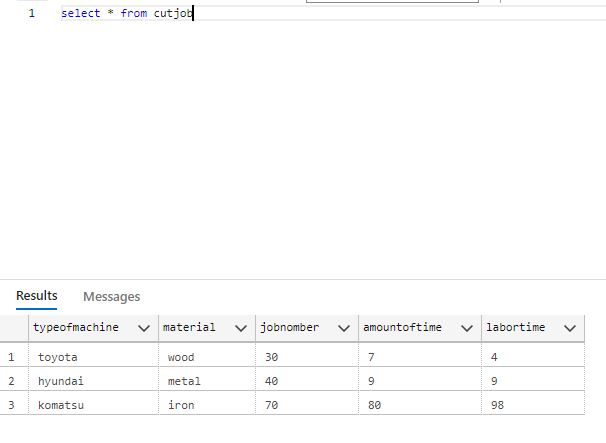 1 select * from cutjob
Results Messages
typeofmachine material jobnomber amountoftime labortime
1 toyota wood 30 7 4
2 hyundai metal 40 9 9
3 komatsu iron 70 80 98